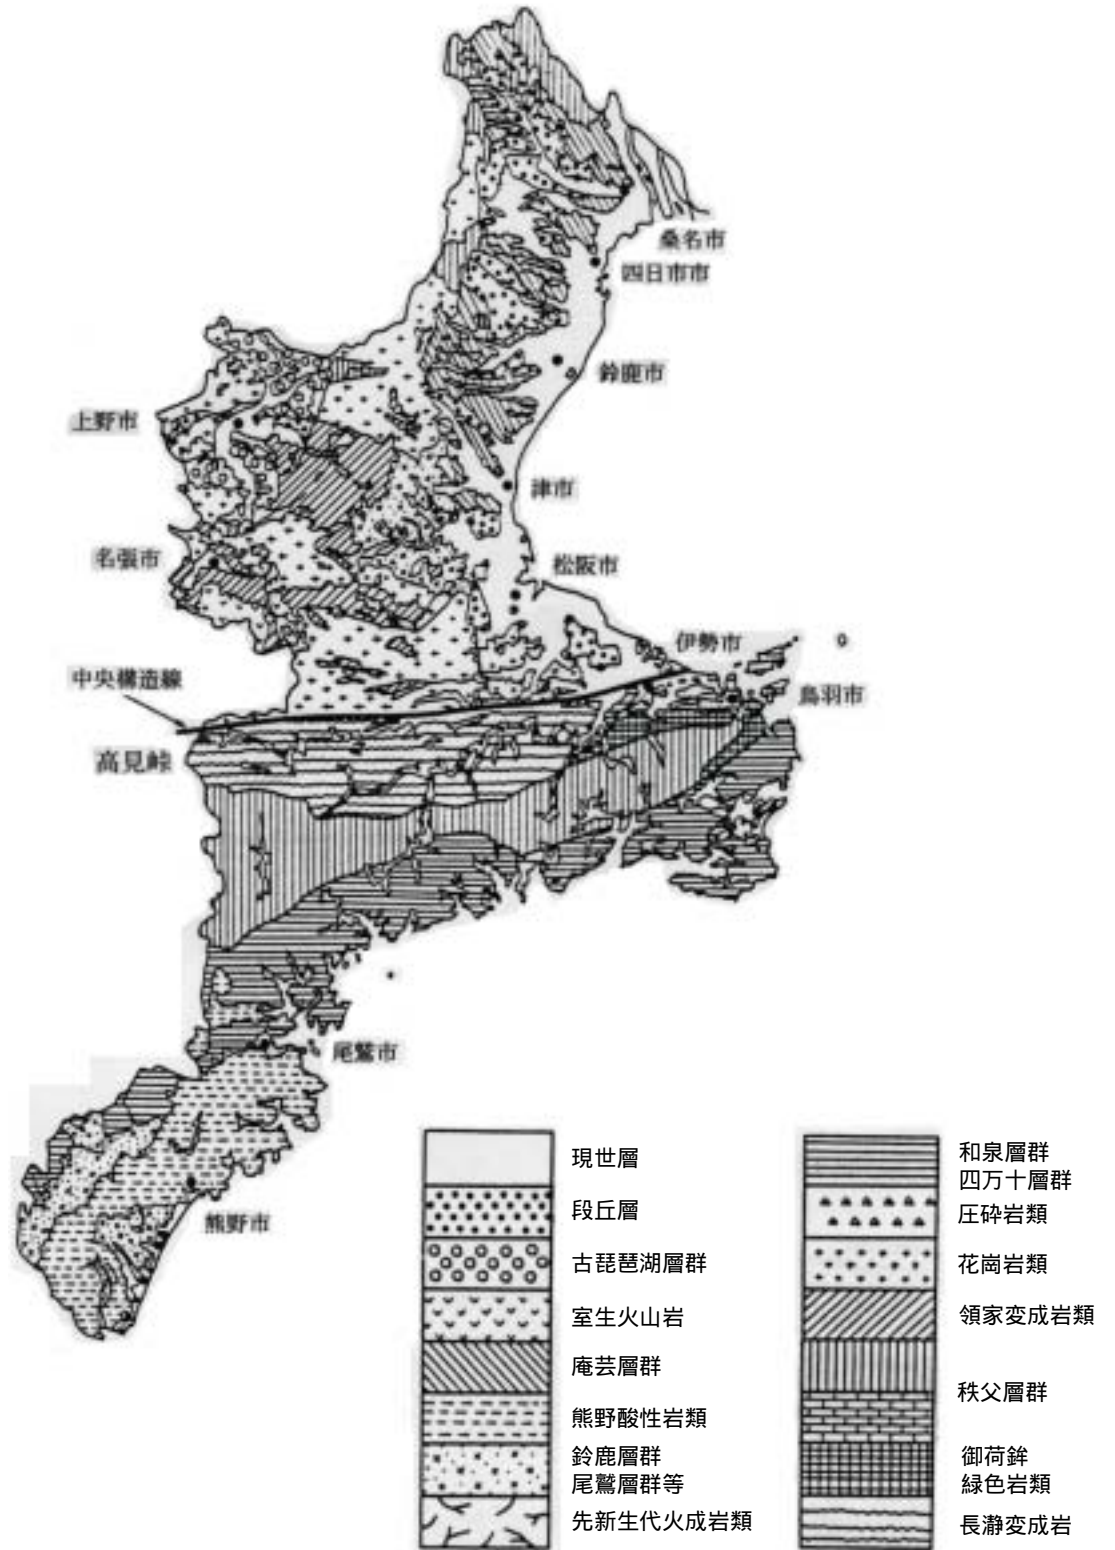 桑名市
四日市市
鈴鹿市
上野市
津市
名張市
松阪市
伊勢市
中央構造線
鳥羽市
高見峠
尾鷲市
熊野市
現世層
段丘層
古琵琶湖層群
室生火山岩
庵芸層群
熊野酸性岩類
鈴鹿層群
尾鷲層群等
先新生代火成岩類
和泉層群
四万十層群
圧砕岩類
花崗岩類
領家変成岩類
秩父層群
御荷鉾
緑色岩類
長瀞変成岩